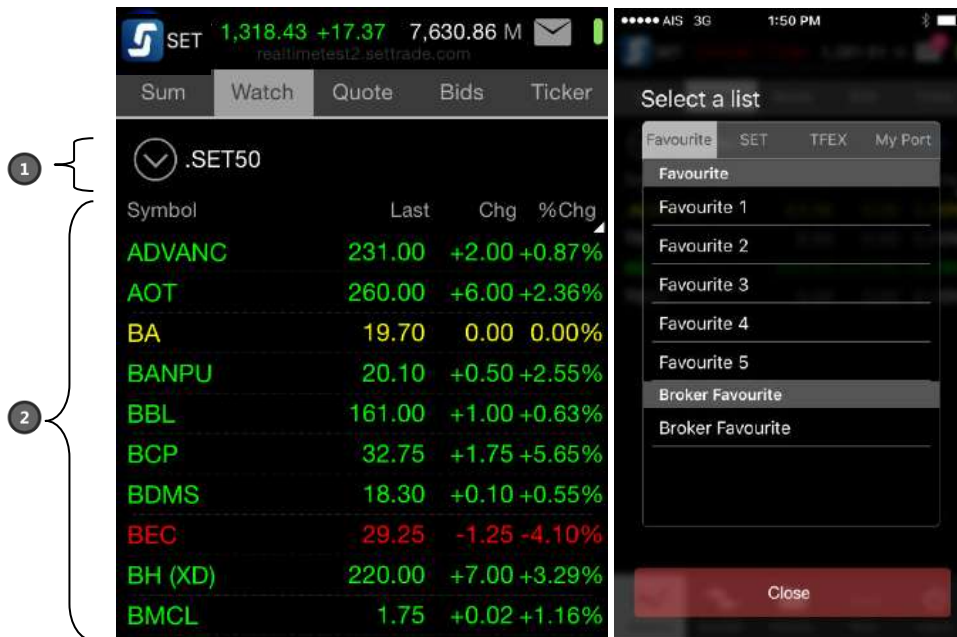 SET 1,318.43 +17.37 7,630.86 M
realtimetest2.settrade.com
Sum Watch Quote Bids Ticker
1
.SET50
2
Symbol Last Chg %Chg
ADVANC 231.00 +2.00 +0.87%
AOT 260.00 +6.00 +2.36%
BA 19.70 0.00 0.00%
BANPU 20.10 +0.50 +2.55%
BBL 161.00 +1.00 +0.63%
BCP 32.75 +1.75 +5.65%
BDMS 18.30 +0.10 +0.55%
BEC 29.25 -1.25 -4.10%
BH (XD) 220.00 +7.00 +3.29%
BMCL 1.75 +0.02 +1.16%
AIS 3G 1:50 PM
Select a list
Favourite SET TFEX My Port
Favourite
Favourite 1
Favourite 2
Favourite 3
Favourite 4
Favourite 5
Broker Favourite
Broker Favourite
Close